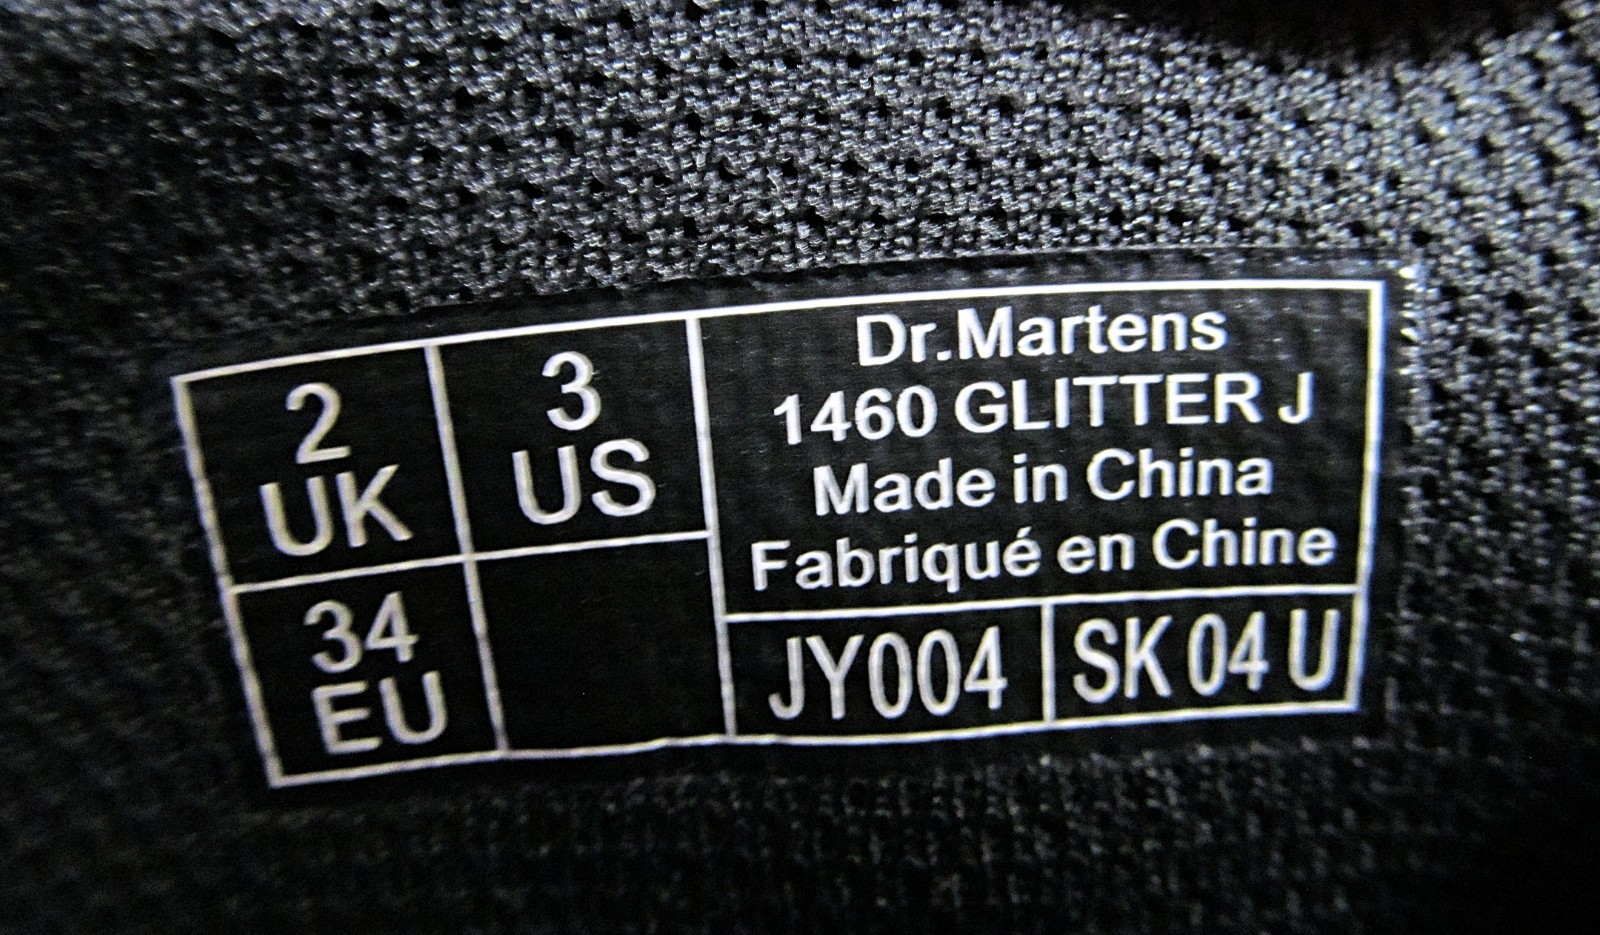 2
UK
3
US
34
EU
Dr.Martens
1460 GLITTER J
Made in China
Fabriqué en Chine
JY004
SK 04 U